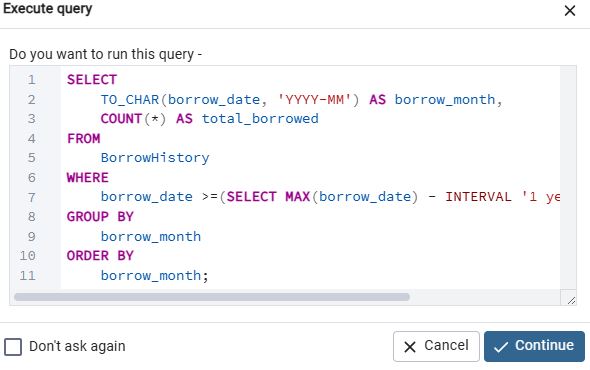 Execute query
Do you want to run this query -
1 SELECT
2 TO_CHAR(borrow_date, 'YYYY-MM') AS borrow_month,
3 COUNT(*) AS total_borrowed
4 FROM
5 BorrowHistory
6 WHERE
7 borrow_date >=(SELECT MAX(borrow_date) - INTERVAL '1 ye
8 GROUP BY
9 borrow_month
10 ORDER BY
11 borrow_month;
Don't ask again
Cancel
Continue